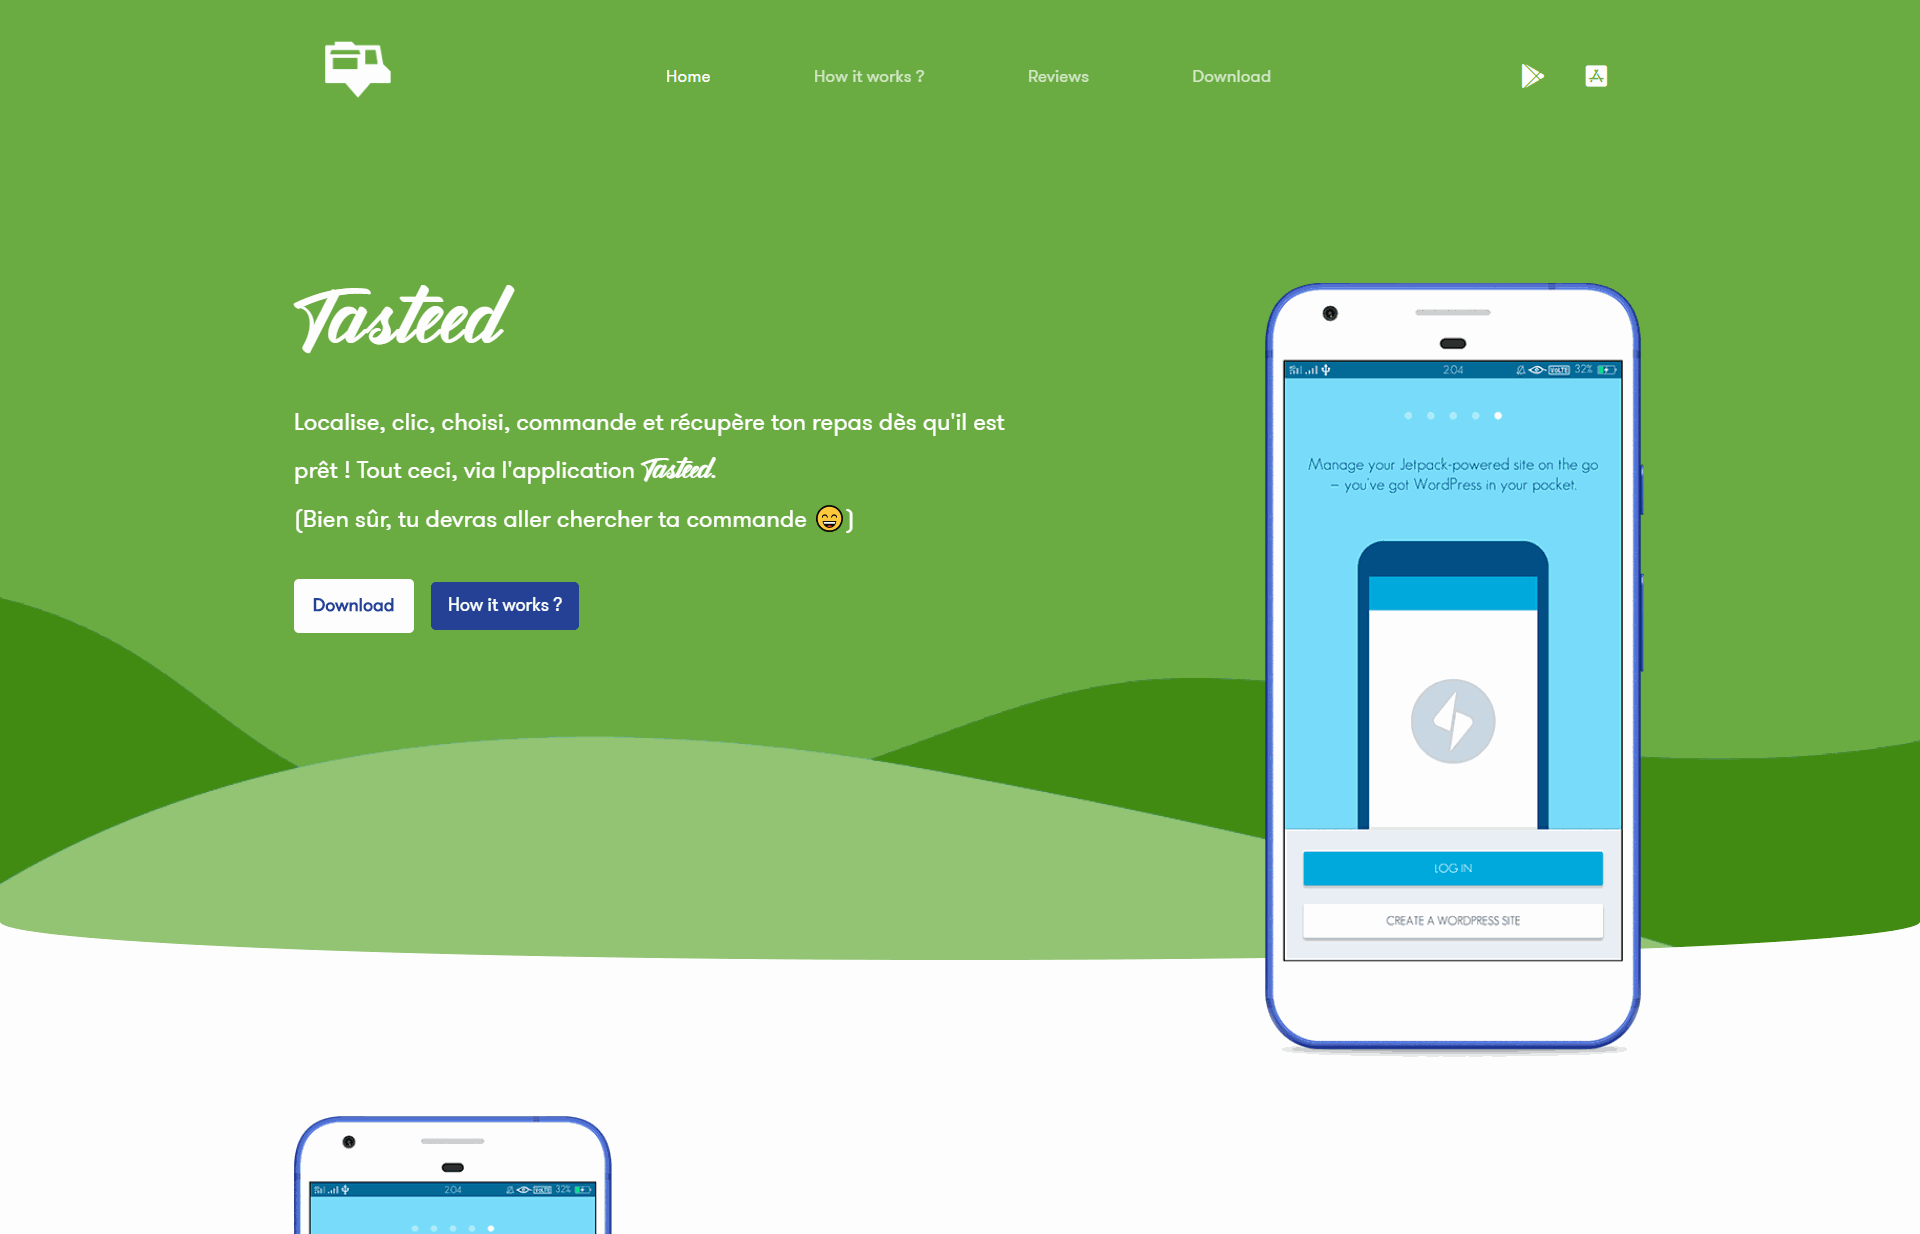 Home
How it works ?
Reviews
Download
Tasteed
Localise, clic, choisi, commande et récupère ton repas dès qu'il est
prêt ! Tout ceci, via l'application Tasteed.
(Bien sûr, tu devras aller chercher ta commande 😄)
Download
How it works ?
2:04
VOLTE
32%
Manage your Jetpack-powered site on the go
– you've got WordPress in your pocket.
LOG IN
CREATE A WORDPRESS SITE
2:04
VOLTE
32%